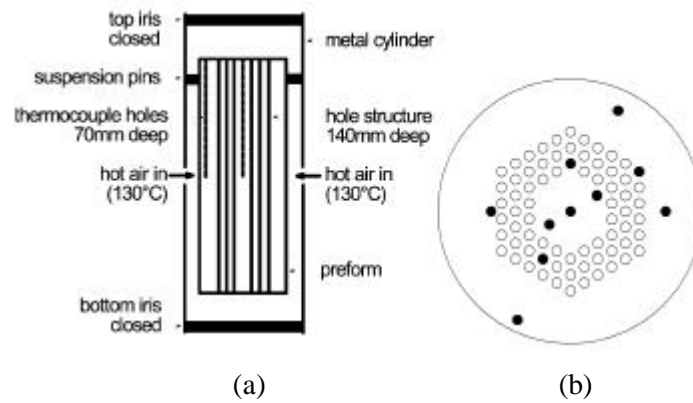 top iris
closed
metal cylinder
suspension pins
thermocouple holes
70mm deep
hole structure
140mm deep
hot air in
(130°C)
hot air in
(130°C)
preform
bottom iris
closed
(a)
(b)